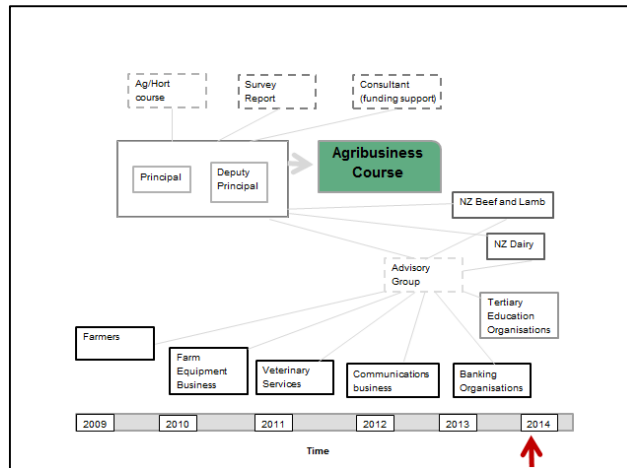 Ag/Hort
course
Survey
Report
Consultant
(funding support)
Principal
Deputy
Principal
Agribusiness
Course
NZ Beef and Lamb
NZ Dairy
Advisory
Group
Tertiary
Education
Organisations
Farmers
Farm
Equipment
Business
Veterinary
Services
Communications
business
Banking
Organisations
2009
2010
2011
2012
2013
2014
Time